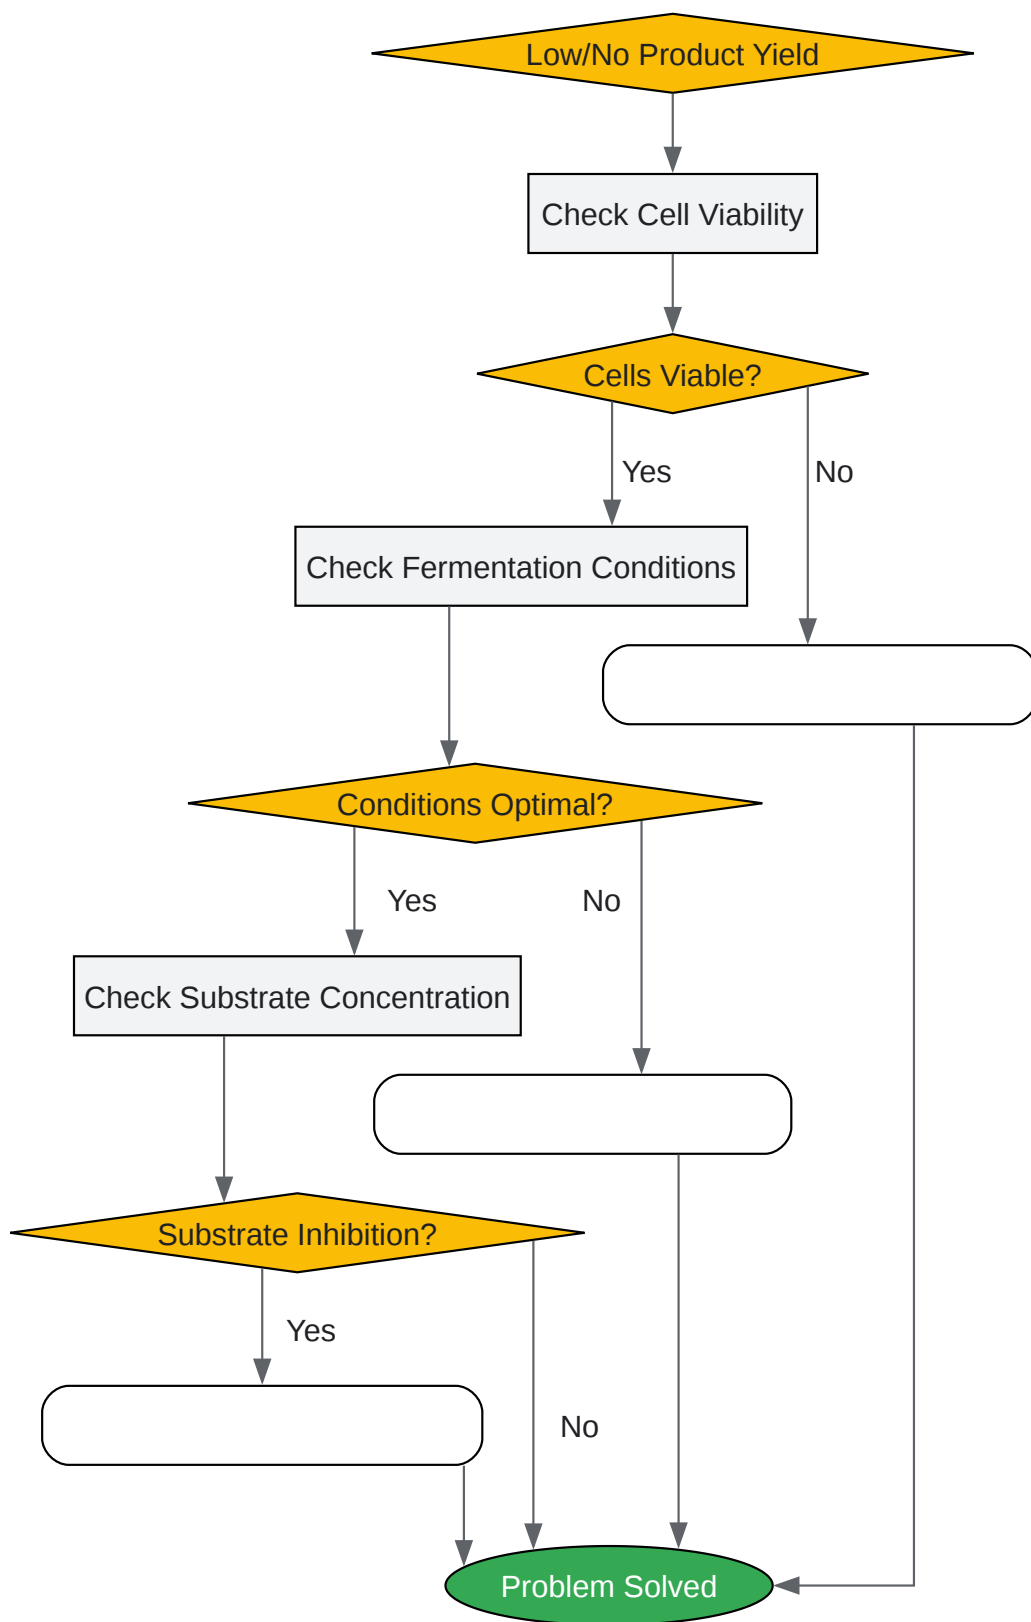 Low/No Product Yield
Check Cell Viability
Cells Viable?
Yes
No
Check Fermentation Conditions
Conditions Optimal?
Yes
No
Check Substrate Concentration
Substrate Inhibition?
Yes
No
Problem Solved